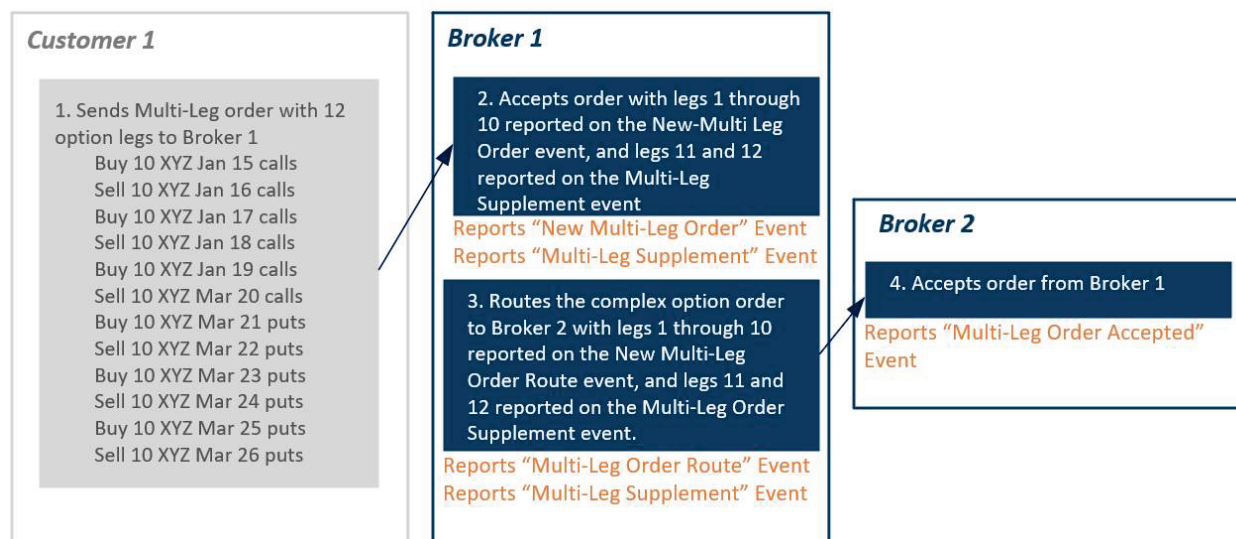 Customer 1
1. Sends Multi-Leg order with 12
option legs to Broker 1
Buy 10 XYZ Jan 15 calls
Sell 10 XYZ Jan 16 calls
Buy 10 XYZ Jan 17 calls
Sell 10 XYZ Jan 18 calls
Buy 10 XYZ Jan 19 calls
Sell 10 XYZ Mar 20 calls
Buy 10 XYZ Mar 21 puts
Sell 10 XYZ Mar 22 puts
Buy 10 XYZ Mar 23 puts
Sell 10 XYZ Mar 24 puts
Buy 10 XYZ Mar 25 puts
Sell 10 XYZ Mar 26 puts
Broker 1
2. Accepts order with legs 1 through
10 reported on the New-Multi Leg
Order event, and legs 11 and 12
reported on the Multi-Leg
Supplement event
Reports “New Multi-Leg Order” Event
Reports “Multi-Leg Supplement” Event
3. Routes the complex option order
to Broker 2 with legs 1 through 10
reported on the New Multi-Leg
Order Route event, and legs 11 and
12 reported on the Multi-Leg Order
Supplement event.
Reports “Multi-Leg Order Route” Event
Reports “Multi-Leg Supplement” Event
Broker 2
4. Accepts order from Broker 1
Reports “Multi-Leg Order Accepted”
Event